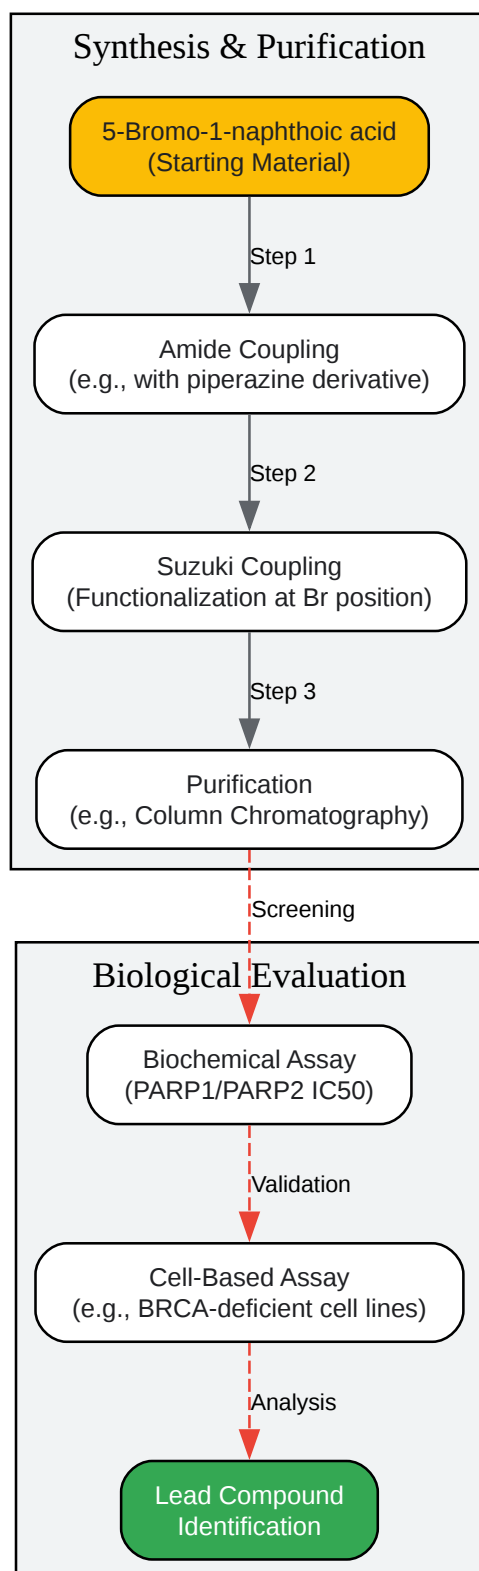 Synthesis & Purification
5-Bromo-1-naphthoic acid
(Starting Material)
Step 1
Amide Coupling
(e.g., with piperazine derivative)
Step 2
Suzuki Coupling
(Functionalization at Br position)
Step 3
Purification
(e.g., Column Chromatography)
Screening
Biological Evaluation
Biochemical Assay
(PARP1/PARP2 IC50)
Validation
Cell-Based Assay
(e.g., BRCA-deficient cell lines)
Analysis
Lead Compound
Identification